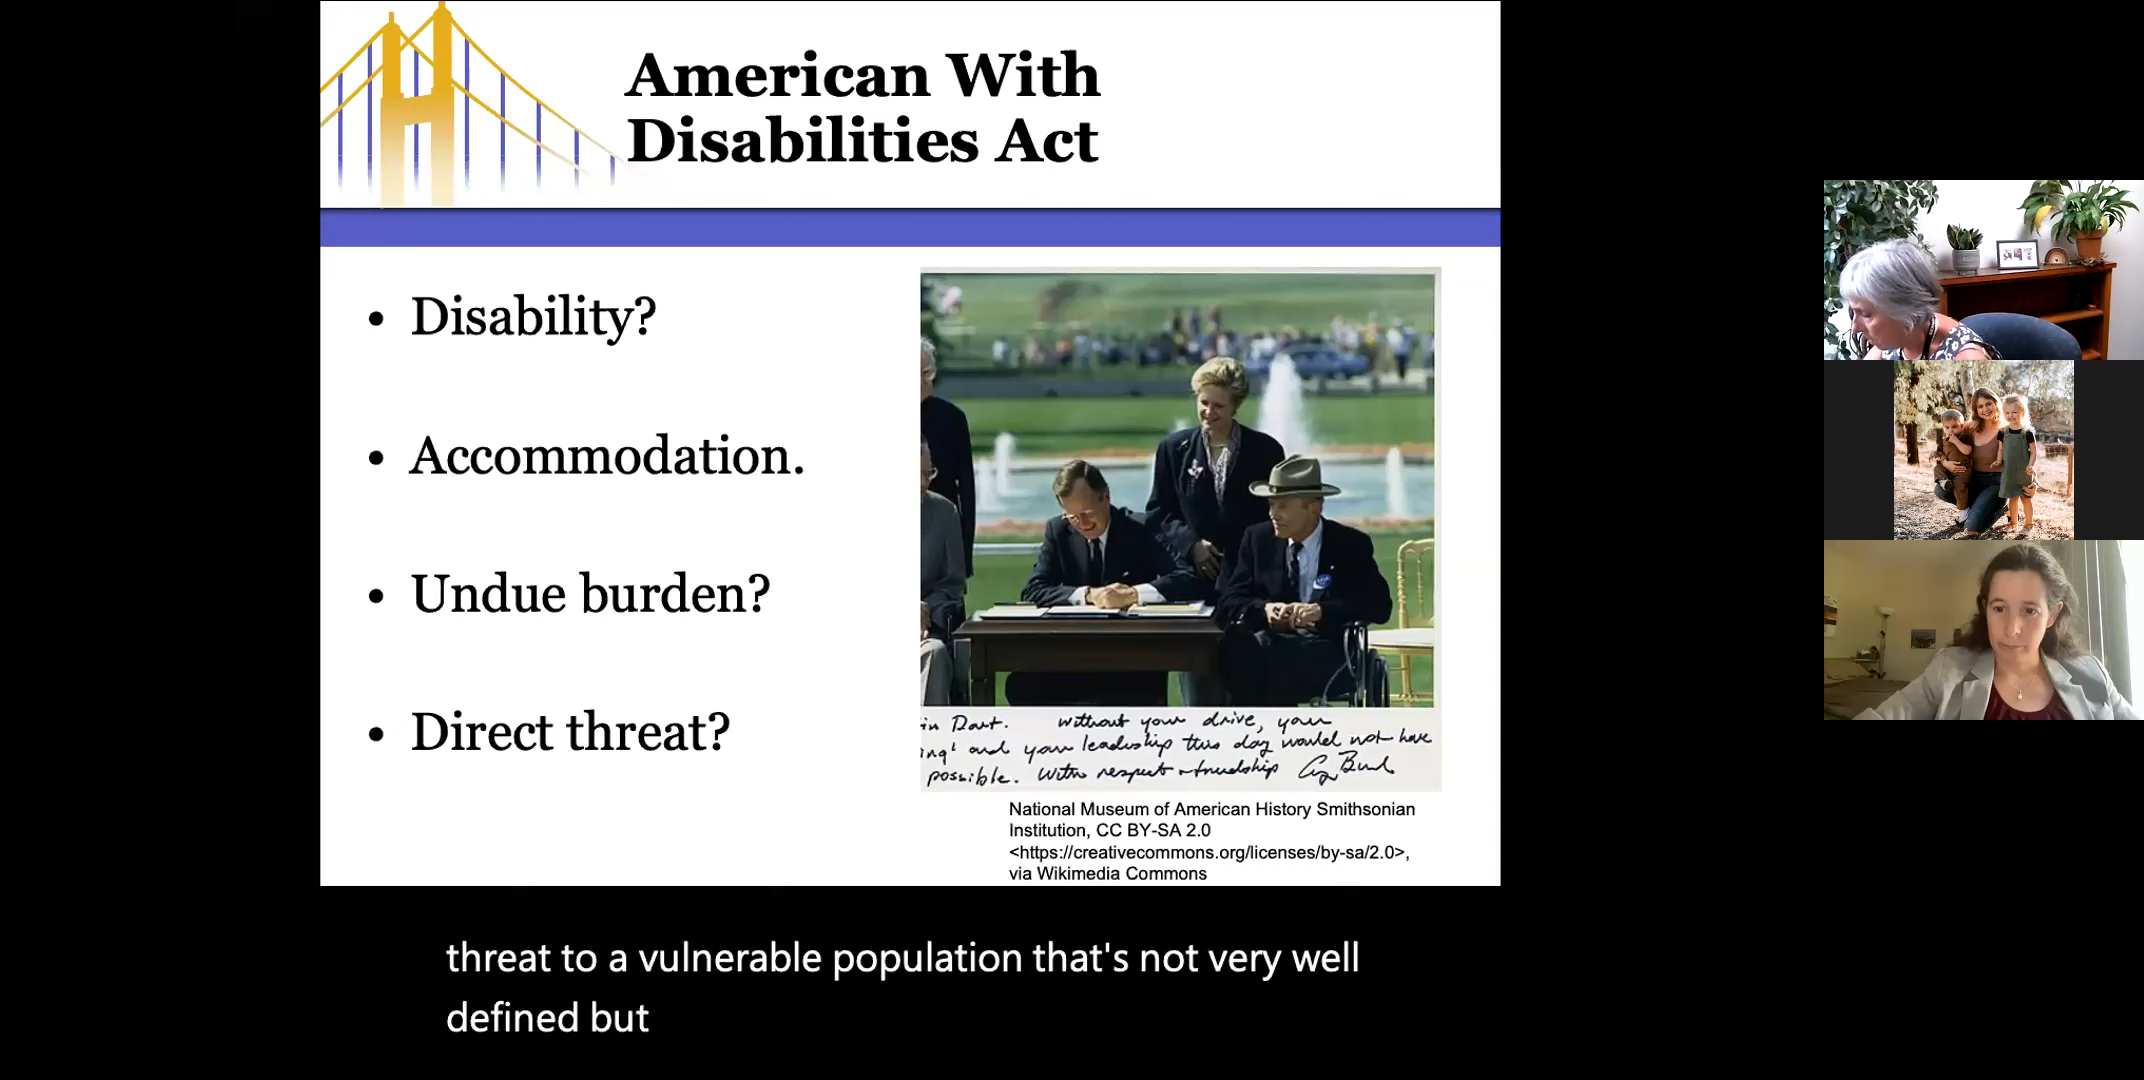 American With
Disabilities Act
• Disability?
• Accommodation.
• Undue burden?
• Direct threat?
in Dart. Without your drive, your
ing' and your leadership this day would not have
possible. With respect + friendship
National Museum of American History Smithsonian
Institution, CC BY-SA 2.0
<https://creativecommons.org/licenses/by-sa/2.0>,
via Wikimedia Commons
threat to a vulnerable population that's not very well
defined but